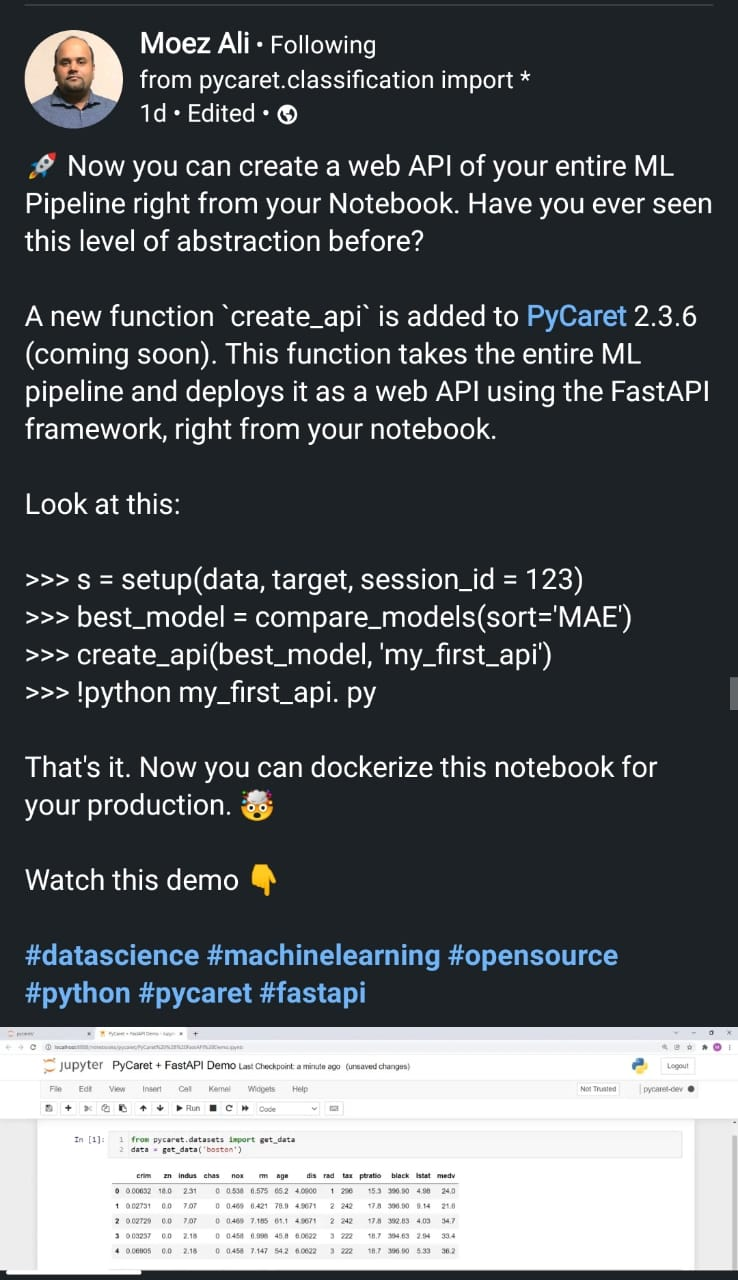 Moez Ali • Following
from pycaret.classification import *
1d • Edited •
🚀 Now you can create a web API of your entire ML
Pipeline right from your Notebook. Have you ever seen
this level of abstraction before?
A new function `create_api` is added to PyCaret 2.3.6
(coming soon). This function takes the entire ML
pipeline and deploys it as a web API using the FastAPI
framework, right from your notebook.
Look at this:
>>> s = setup(data, target, session_id = 123)
>>> best_model = compare_models(sort='MAE')
>>> create_api(best_model, 'my_first_api')
>>> !python my_first_api. py
That's it. Now you can dockerize this notebook for
your production. 🤯
Watch this demo 👇
#datascience #machinelearning #opensource
#python #pycaret #fastapi
jupyter PyCaret + FastAPI Demo Last Checkpoint: a minute ago (unsaved changes)
Logout
File Edit View Insert Cell Kernel Widgets Help
Not Trusted pycaret-dev
Run Code
In [1]: 1 from pycaret.datasets import get_data
2 data = get_data('boston')
crim zn indus chas nox rm age dis rad tax ptratio black lstat medv
0 0.00632 18.0 2.31 0 0.538 6.575 65.2 4.0900 1 296 15.3 396.90 4.98 24.0
1 0.02731 0.0 7.07 0 0.469 6.421 78.9 4.9671 2 242 17.8 396.90 9.14 21.6
2 0.02729 0.0 7.07 0 0.469 7.185 61.1 4.9671 2 242 17.8 392.83 4.03 34.7
3 0.03237 0.0 2.18 0 0.458 6.998 45.8 6.0622 3 222 18.7 394.63 2.94 33.4
4 0.06905 0.0 2.18 0 0.458 7.147 54.2 6.0622 3 222 18.7 396.90 5.33 36.2